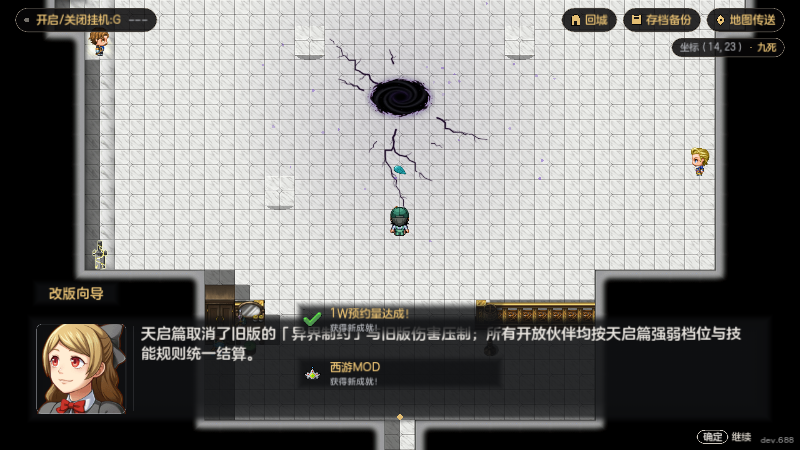 « 开启/关闭挂机:G ---
回城
存档备份
地图传送
坐标 (14,23) · 九死
改版向导
1W预约量达成!
获得新成就!
天启篇取消了旧版的「异界制约」与旧版伤害压制；所有开放伙伴均按天启篇强弱档位与技
能规则统一结算。
西游MOD
获得新成就!
确定 继续
dev.688